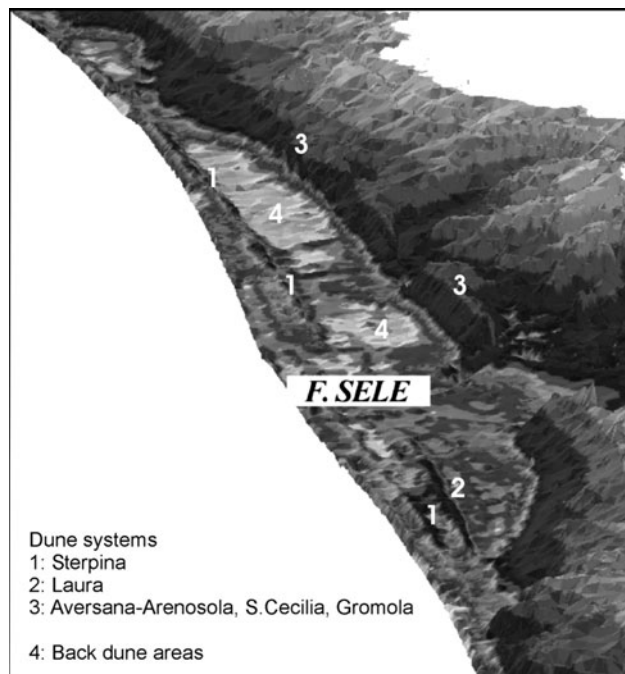 3
1
4
3
1
4
F. SELE
2
1
Dune systems
1: Sterpina
2: Laura
3: Aversana-Arenosola, S.Cecilia, Gromola
4: Back dune areas